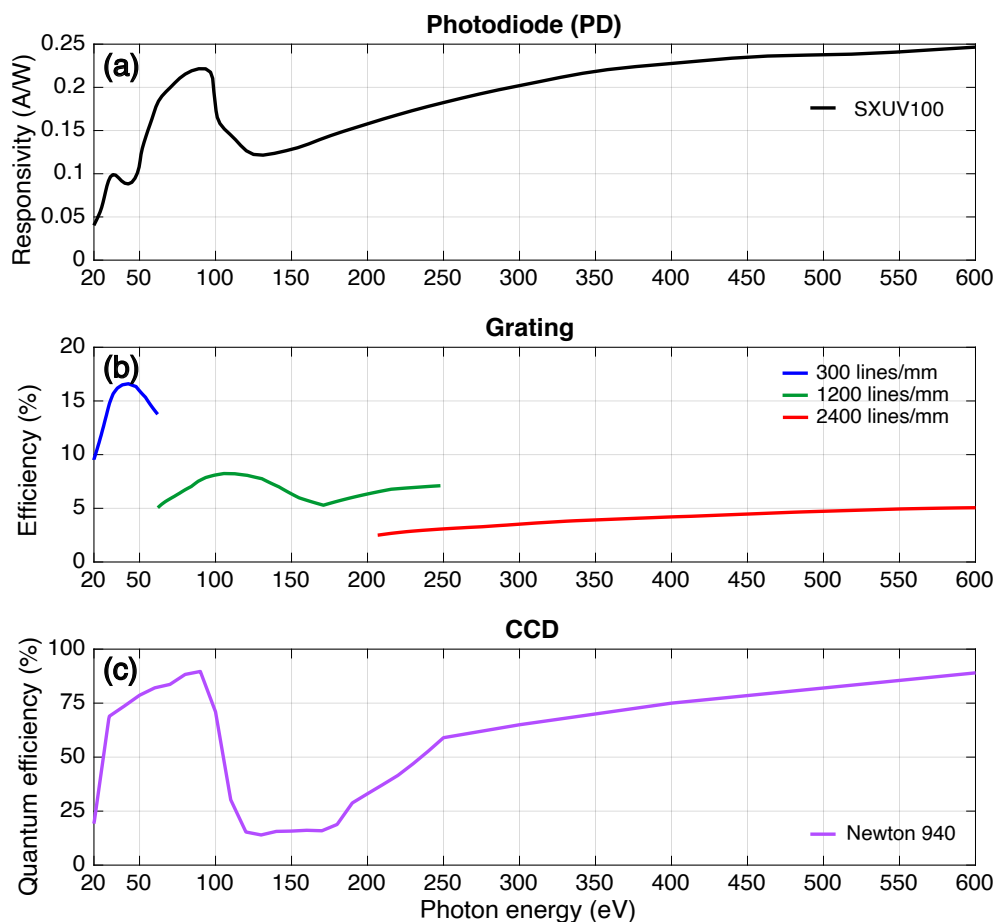 Photodiode (PD)
(a)
Responsivity (A/W)
0.25
0.2
0.15
0.1
0.05
0
SXUV100
20 50 100 150 200 250 300 350 400 450 500 550 600
Grating
(b)
Efficiency (%)
20
15
10
5
0
300 lines/mm
1200 lines/mm
2400 lines/mm
20 50 100 150 200 250 300 350 400 450 500 550 600
CCD
(c)
Quantum efficiency (%)
100
75
50
25
0
Newton 940
20 50 100 150 200 250 300 350 400 450 500 550 600
Photon energy (eV)